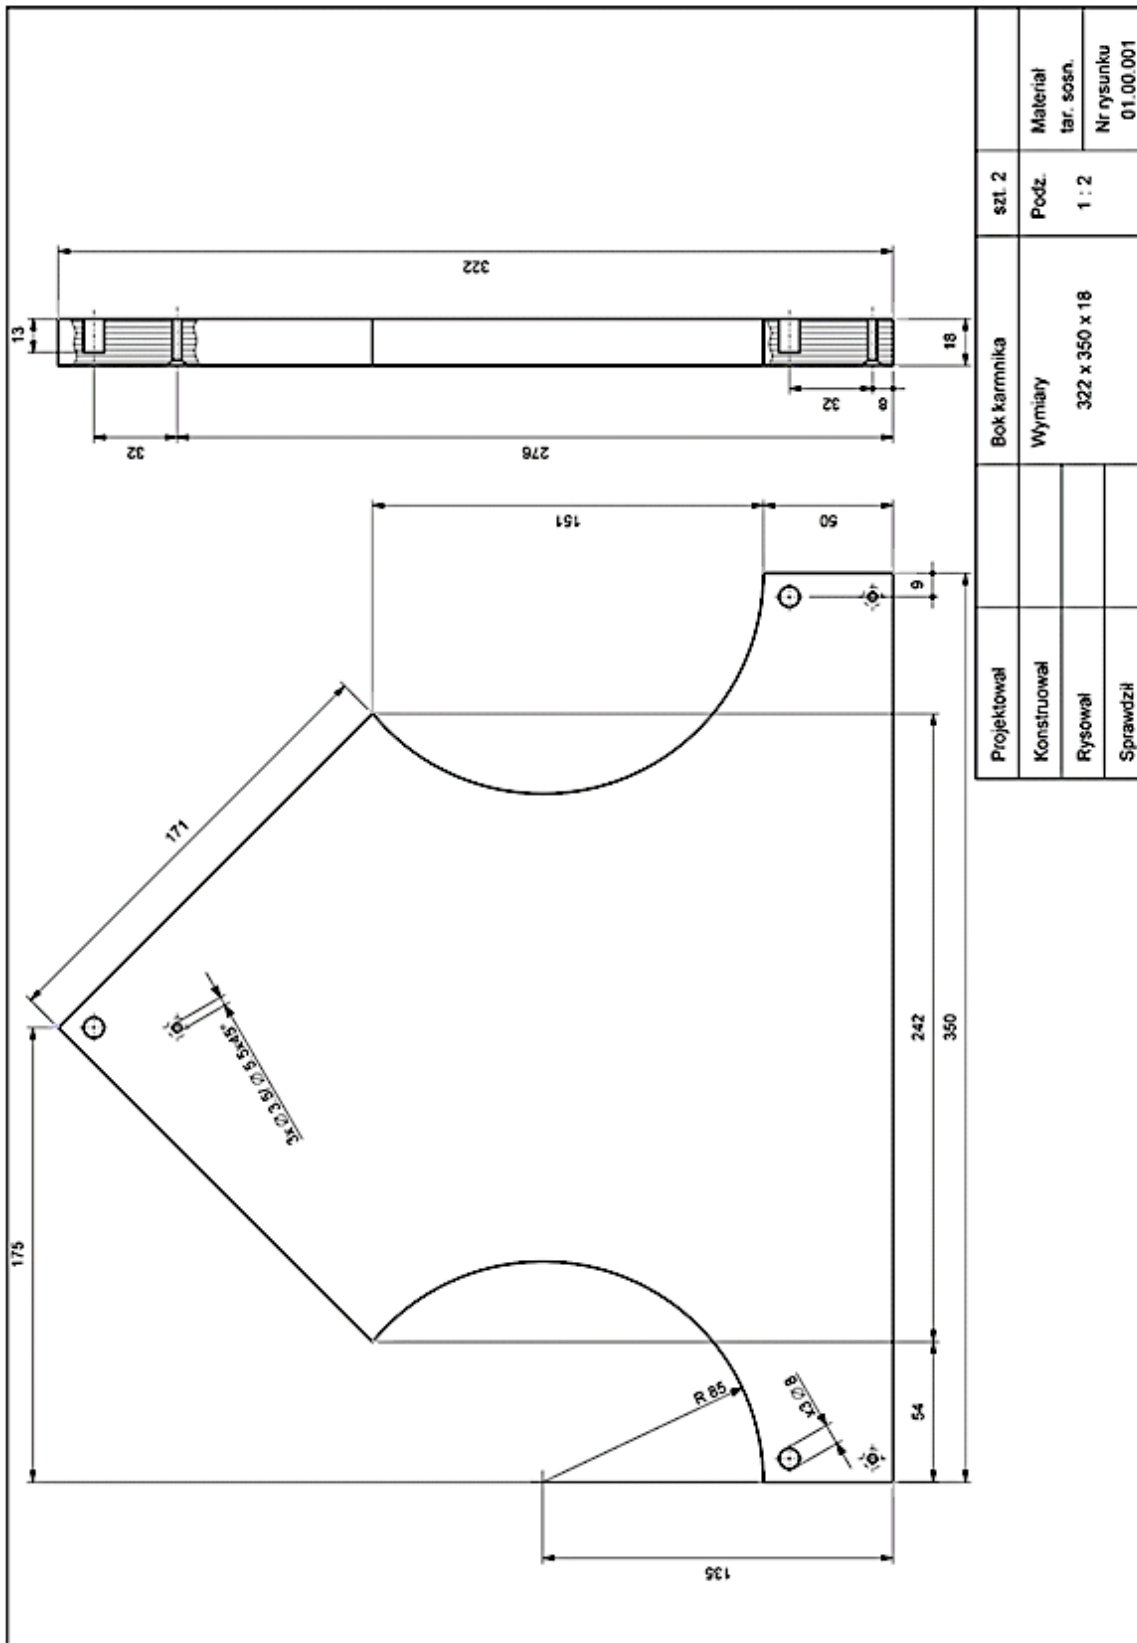 13
322
32
276
32
8
18
175
171
3x Ø 3.5/ Ø 5.5x45°
151
50
9
R 85
x3 Ø 8
135
54
242
350
Projektował
Konstruował
Rysował
Sprawdził
Bok karmnika
szt. 2
Wymiary
322 x 350 x 18
Podz.
1 : 2
Materiał
tar. sosn.
Nr rysunku
01.00.001